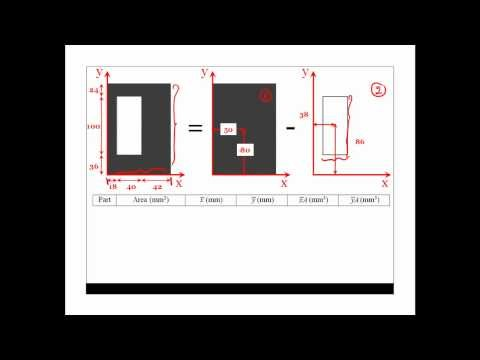 y y y
24 100 36
18 40 42 x
=
① 50 80 x
-
② 38 86 x
Part Area (mm²) x̄ (mm) ȳ (mm) x̄A (mm³) ȳA (mm³)